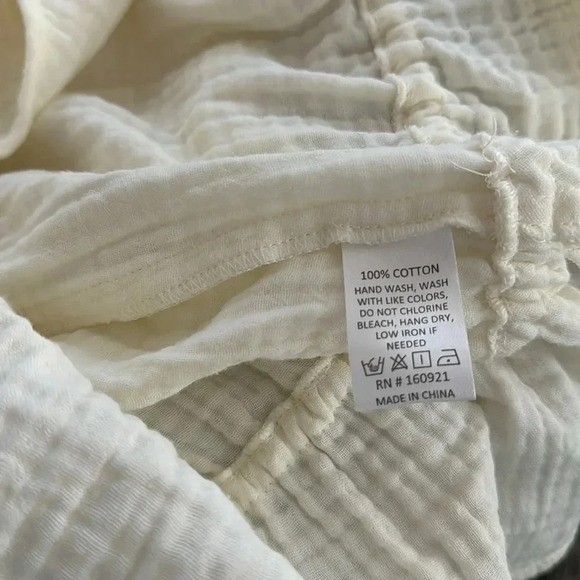 100% COTTON
HAND WASH, WASH
WITH LIKE COLORS,
DO NOT CHLORINE
BLEACH, HANG DRY,
LOW IRON IF
NEEDED
RN # 160921
MADE IN CHINA